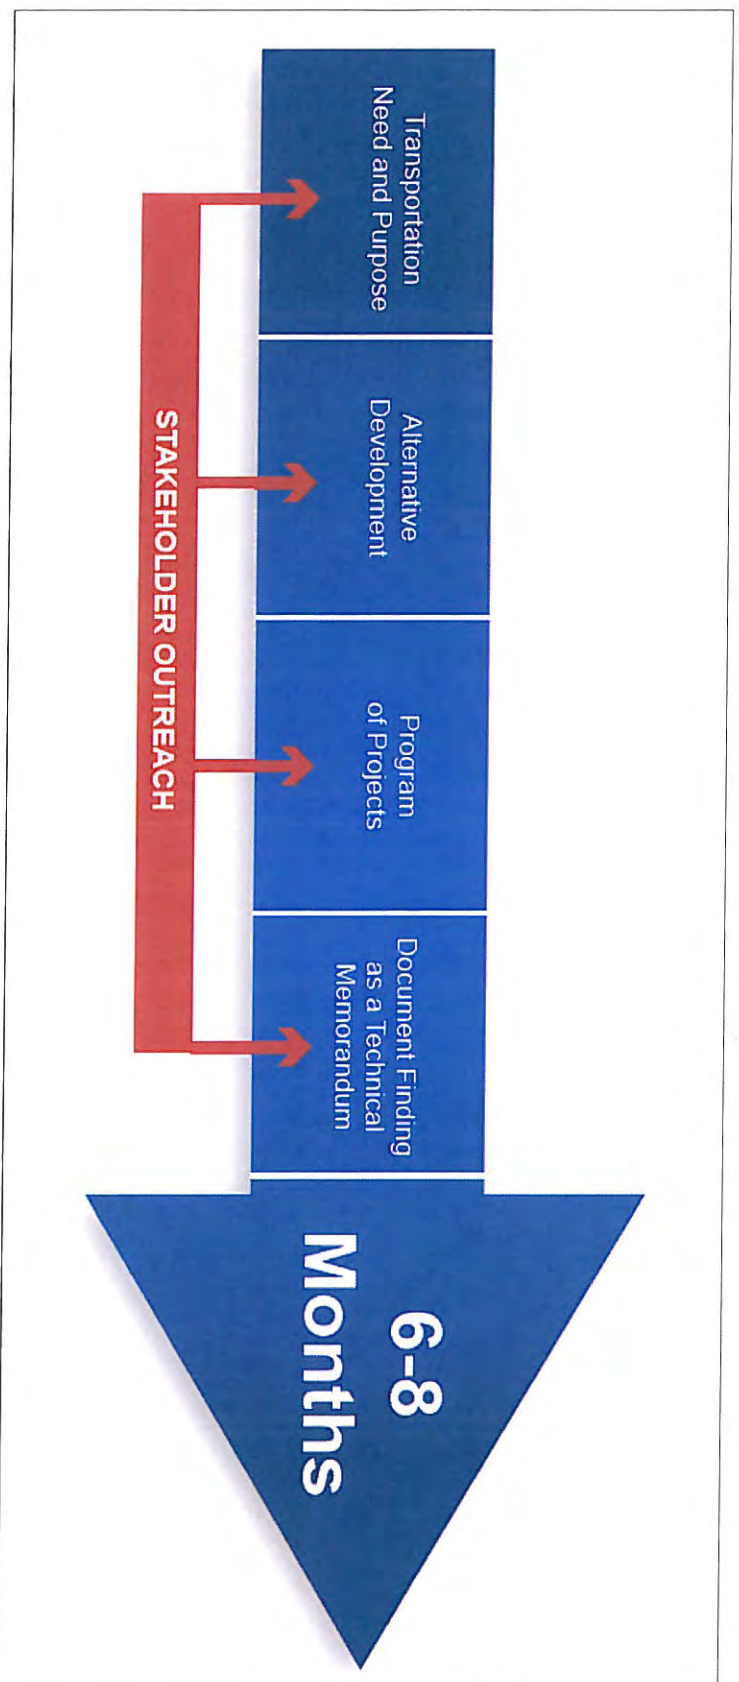 Transportation
Need and Purpose
Alternative
Development
Program
of Projects
Document Finding
as a Technical
Memorandum
6-8
Months
STAKEHOLDER OUTREACH